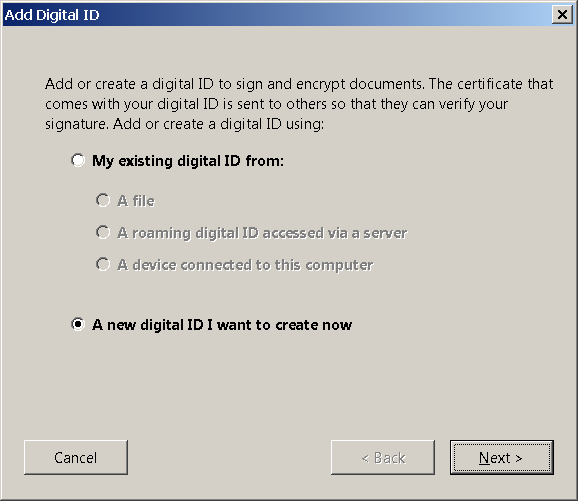 Add Digital ID
Add or create a digital ID to sign and encrypt documents. The certificate that
comes with your digital ID is sent to others so that they can verify your
signature. Add or create a digital ID using:
My existing digital ID from:
A file
A roaming digital ID accessed via a server
A device connected to this computer
A new digital ID I want to create now
Cancel
< Back
Next >